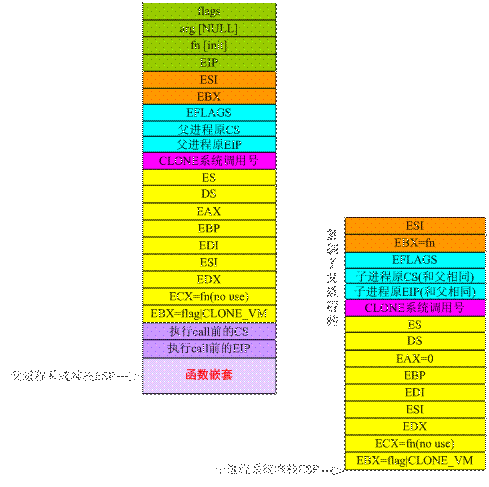 flags
arg [NULL]
fn [init]
EIP
ESI
EBX
EFLAGS
父进程原CS
父进程原EIP
CLONE系统调用号
ES
DS
EAX
EBP
EDI
ESI
EDX
ECX=fn(no use)
EBX=flag|CLONE_VM
执行call前的CS
执行call前的EIP
函数嵌套
ESI
EBX=fn
EFLAGS
子进程原CS(和父相同)
子进程原EIP(和父相同)
CLONE系统调用号
ES
DS
EAX=0
EBP
EDI
ESI
EDX
ECX=fn(no use)
EBX=flag|CLONE_VM